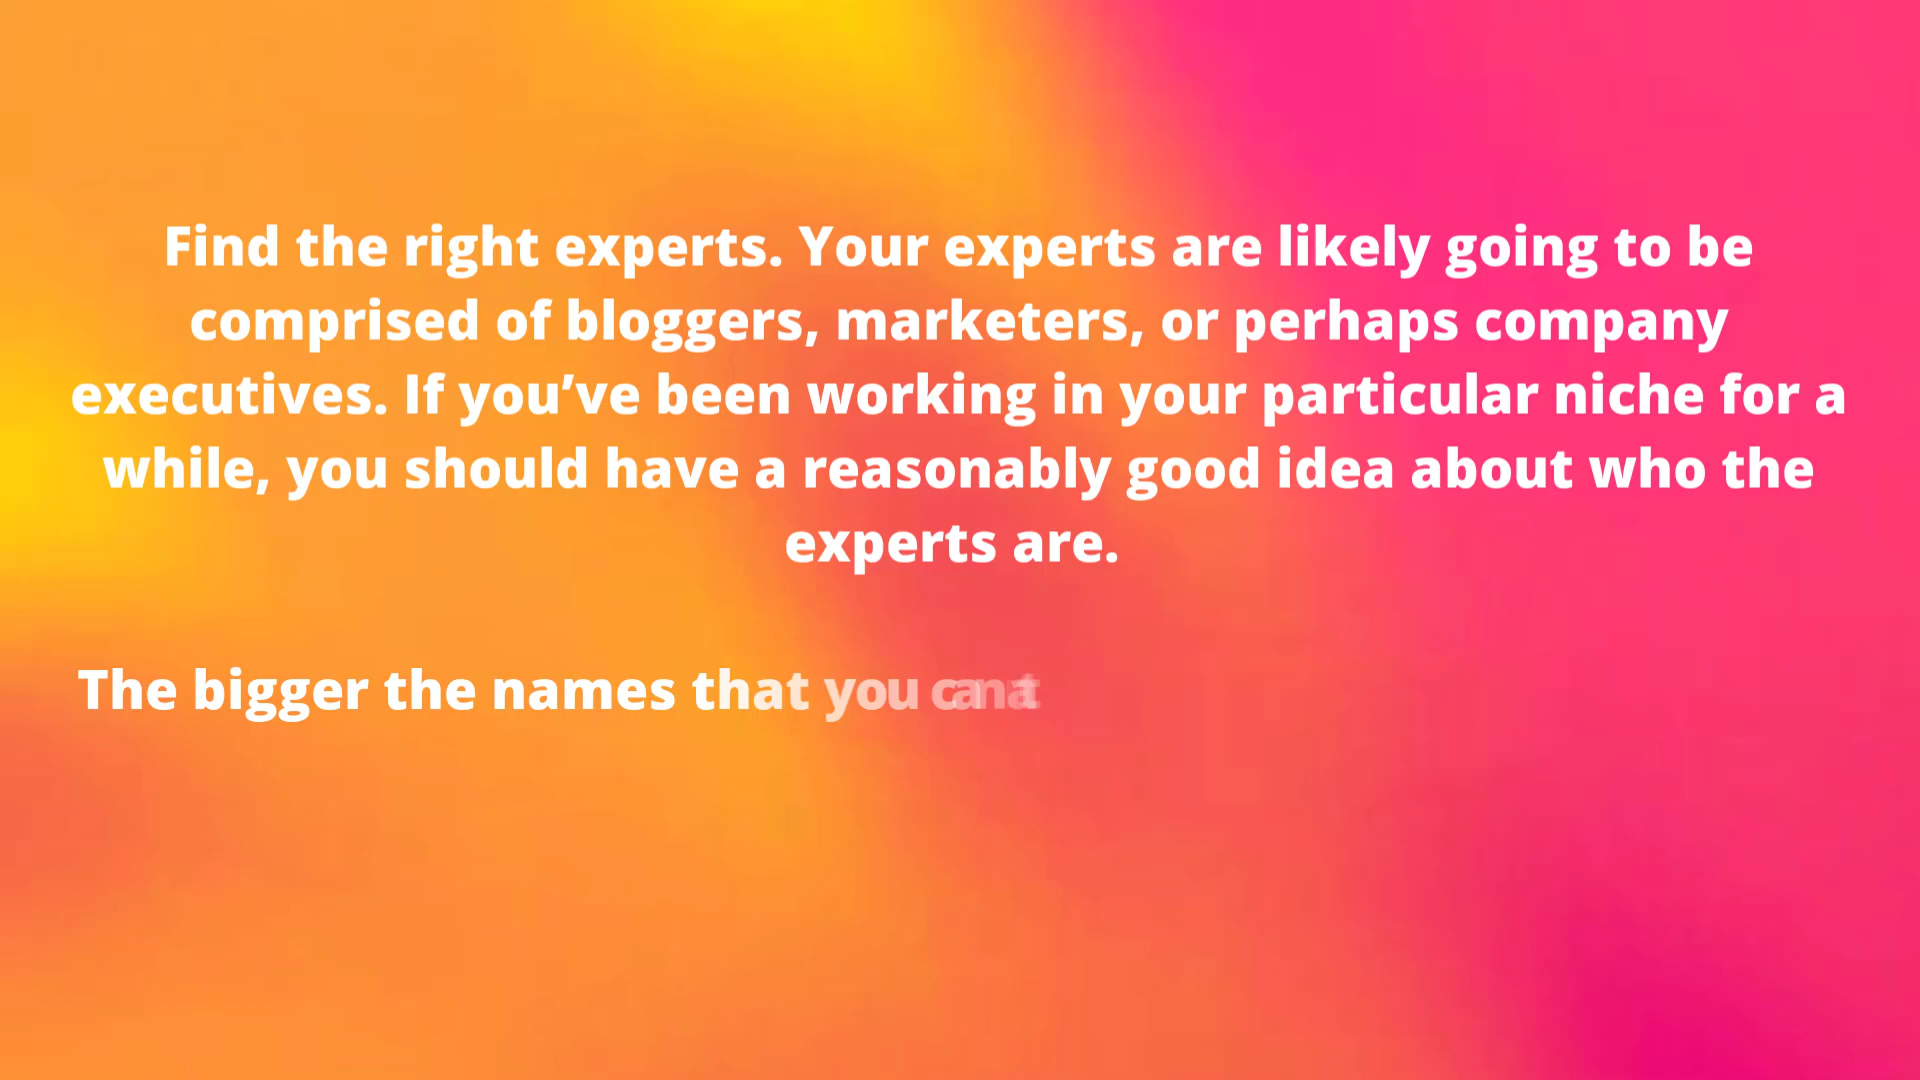 Find the right experts. Your experts are likely going to be
comprised of bloggers, marketers, or perhaps company
executives. If you’ve been working in your particular niche for a
while, you should have a reasonably good idea about who the
experts are.
The bigger the names that you can